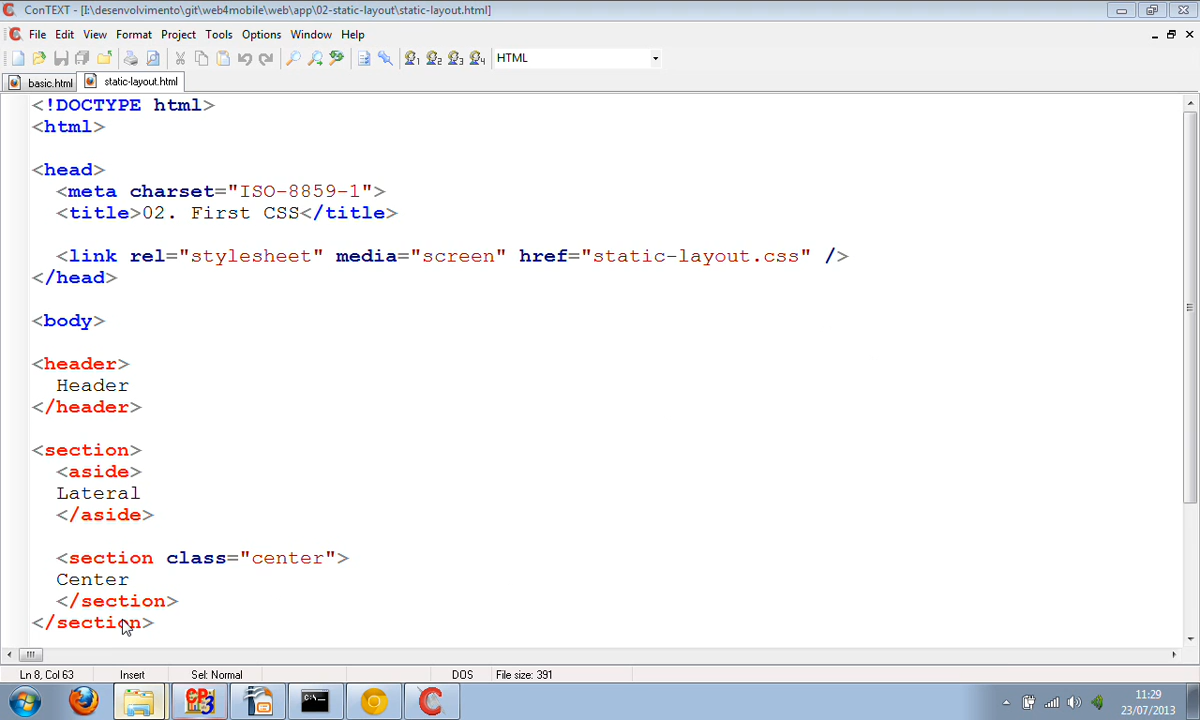 ConTEXT - [I:\desenvolvimento\git\web4mobile\web\app\02-static-layout\static-layout.html]
File Edit View Format Project Tools Options Window Help
HTML
basic.html static-layout.html
<!DOCTYPE html>
<html>
<head>
<meta charset="ISO-8859-1">
<title>02. First CSS</title>
<link rel="stylesheet" media="screen" href="static-layout.css" />
</head>
<body>
<header>
Header
</header>
<section>
<aside>
Lateral
</aside>
<section class="center">
Center
</section>
</section>
Ln 8, Col 63 Insert Sel: Normal DOS File size: 391
11:29
23/07/2013